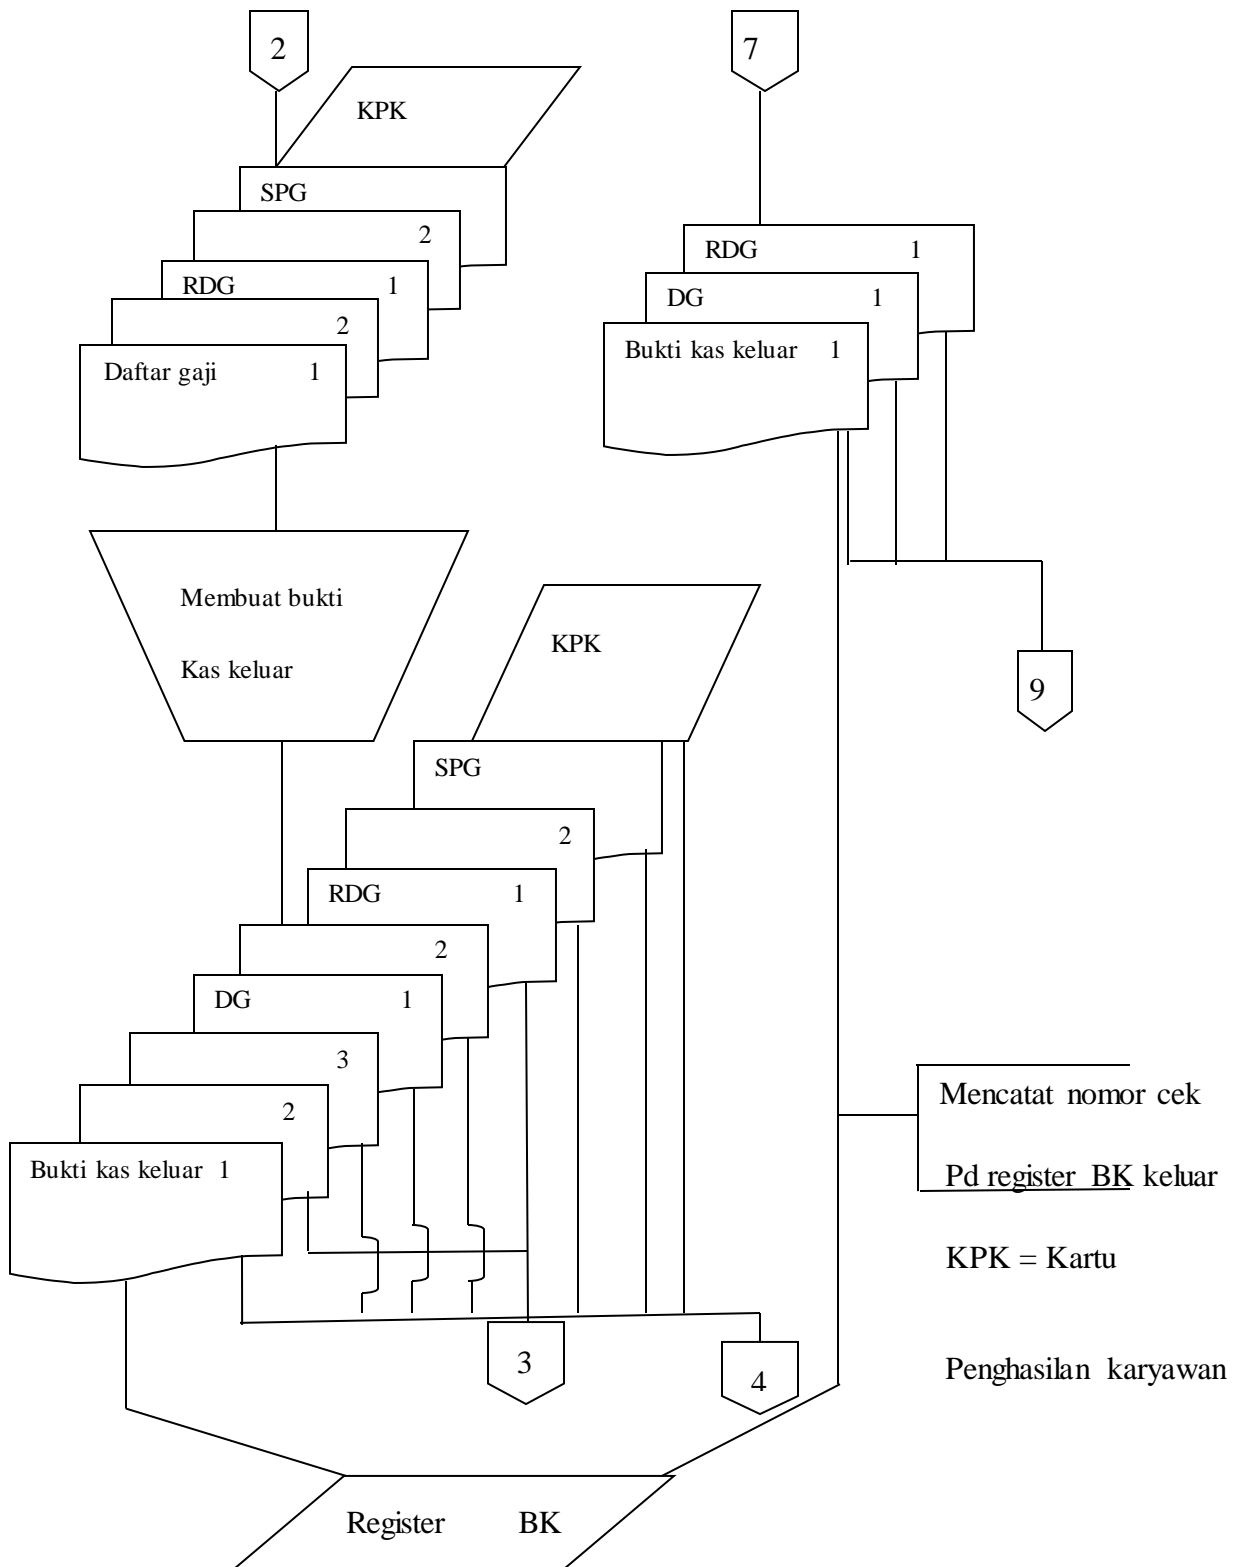 2
KPK
SPG
2
RDG 1
2
Daftar gaji 1
Membuat bukti
Kas keluar
KPK
SPG
2
RDG 1
2
DG 1
3
2
Bukti kas keluar 1
3
4
7
RDG 1
DG 1
Bukti kas keluar 1
9
Mencatat nomor cek
Pd register BK keluar
KPK = Kartu
Penghasilan karyawan
Register BK